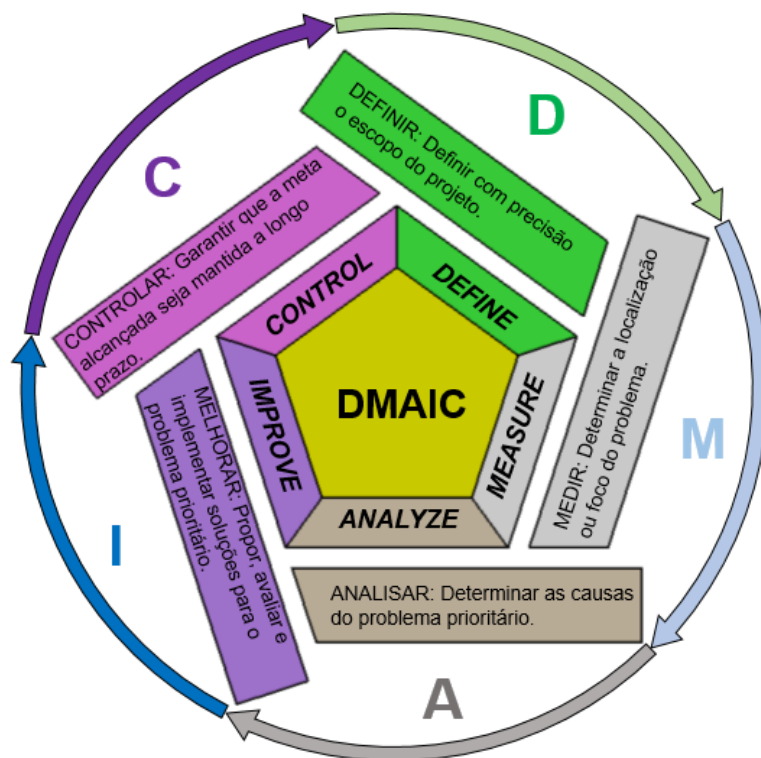 D
DEFINIR: Definir com precisão
o escopo do projeto.
DEFINE
M
MEDIR: Determinar a localização
ou foco do problema.
MEASURE
A
ANALISAR: Determinar as causas
do problema prioritário.
ANALYZE
I
MELHORAR: Propor, avaliar e
implementar soluções para o
problema prioritário.
IMPROVE
C
CONTROLAR: Garantir que a meta
alcançada seja mantida a longo
prazo.
CONTROL
DMAIC